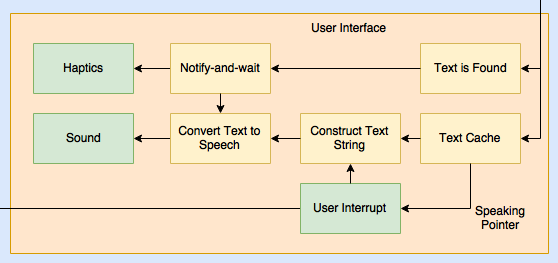 User Interface
Haptics
Notify-and-wait
Text is Found
Sound
Convert Text to
Speech
Construct Text
String
Text Cache
User Interrupt
Speaking
Pointer